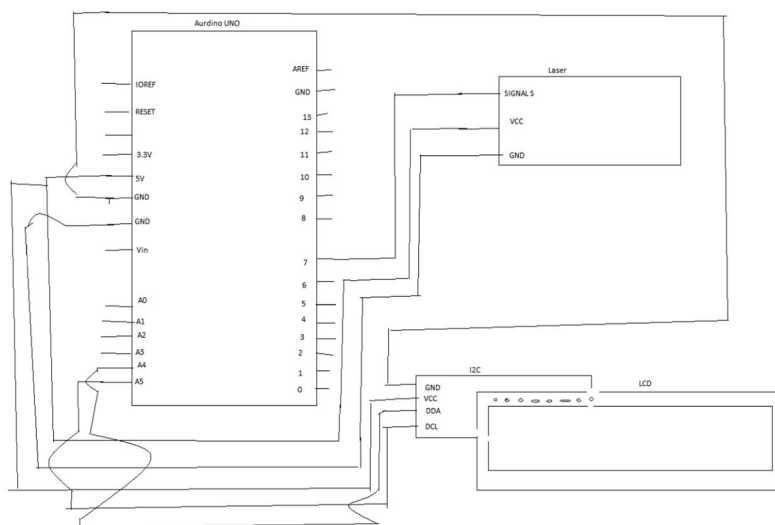 Aurdino UNO
IOREF
RESET
3.3V
5V
GND
GND
Vin
A0
A1
A2
A3
A4
A5
AREF
GND
13
12
11
10
9
8
7
6
5
4
3
2
1
0
Laser
SIGNAL S
VCC
GND
I2C
GND
VCC
DDA
DCL
LCD